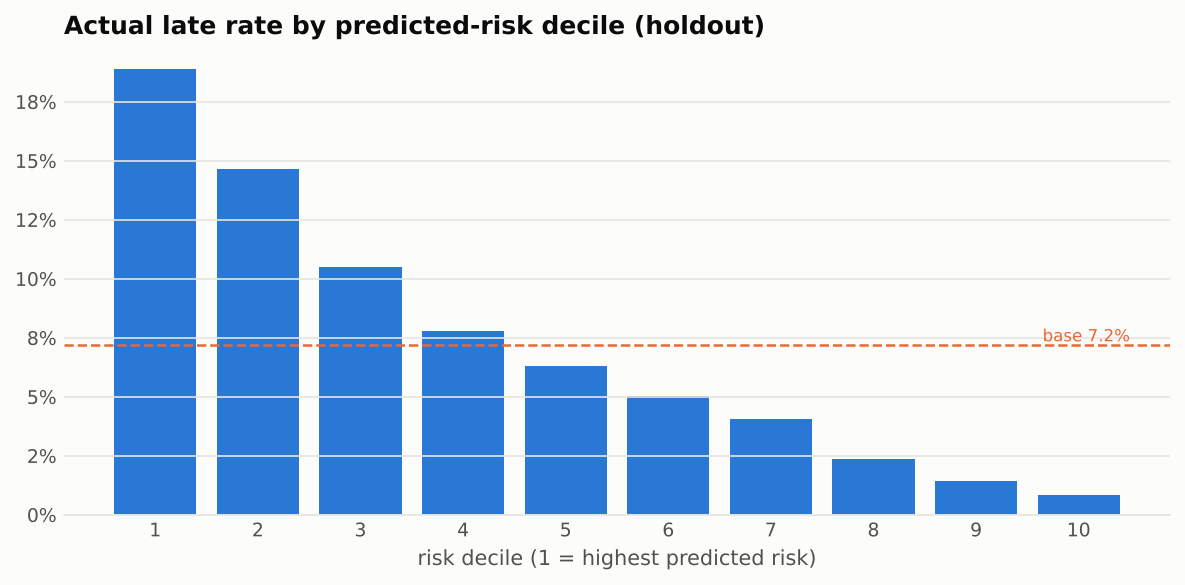 Actual late rate by predicted-risk decile (holdout)
18%
15%
12%
10%
8%
base 7.2%
5%
2%
0%
1 2 3 4 5 6 7 8 9 10
risk decile (1 = highest predicted risk)